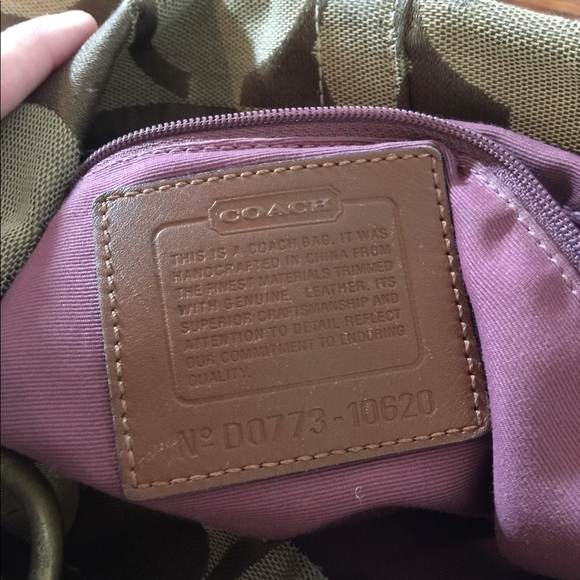 COACH
THIS IS A COACH BAG. IT WAS
HANDCRAFTED IN CHINA FROM
THE FINEST MATERIALS TRIMMED
WITH GENUINE. LEATHER. ITS
SUPERIOR CRAFTSMANSHIP AND
ATTENTION TO DETAIL REFLECT
OUR COMMITMENT TO ENDURING
QUALITY.
Nº D0773-10620